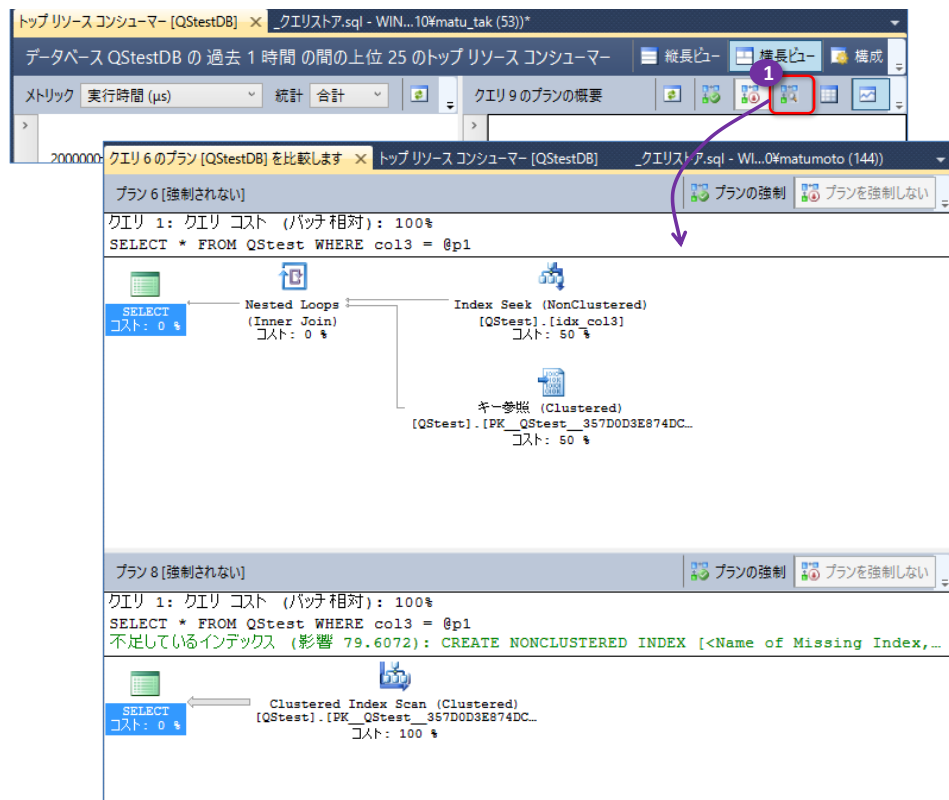 トップ リソース コンシューマー [QStestDB]
_クエリストア.sql - WIN...10¥matu_tak (53))*
データベース QStestDB の 過去 1 時間 の間の上位 25 のトップ リソース コンシューマー
縦長ビュー
横長ビュー
構成
メトリック 実行時間 (µs)
統計 合計
クエリ 9 のプランの概要
1
2000000
クエリ 6 のプラン [QStestDB] を比較します
トップ リソース コンシューマー [QStestDB]
_クエリストア.sql - WI...0¥matumoto (144))
プラン 6 [強制されない]
プランの強制
プランを強制しない
クエリ 1: クエリ コスト (バッチ相対): 100%
SELECT * FROM QStest WHERE col3 = @p1
SELECT
コスト: 0 %
Nested Loops
(Inner Join)
コスト: 0 %
Index Seek (NonClustered)
[QStest].[idx_col3]
コスト: 50 %
キー参照 (Clustered)
[QStest].[PK__QStest__357D0D3E874DC…
コスト: 50 %
プラン 8 [強制されない]
プランの強制
プランを強制しない
クエリ 1: クエリ コスト (バッチ相対): 100%
SELECT * FROM QStest WHERE col3 = @p1
不足しているインデックス (影響 79.6072): CREATE NONCLUSTERED INDEX [<Name of Missing Index,…
SELECT
コスト: 0 %
Clustered Index Scan (Clustered)
[QStest].[PK__QStest__357D0D3E874DC…
コスト: 100 %